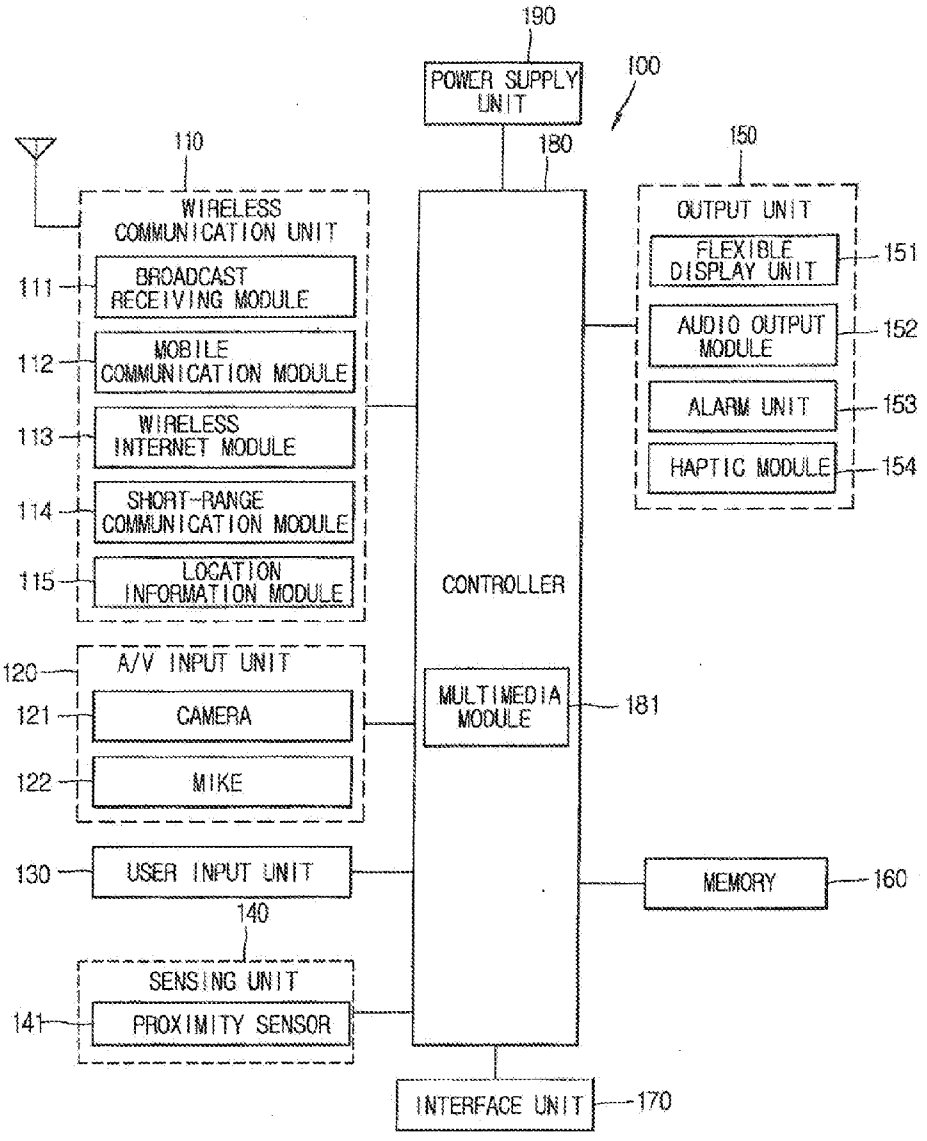 190
POWER SUPPLY
UNIT
100
110
180
150
WIRELESS
COMMUNICATION UNIT
111
BROADCAST
RECEIVING MODULE
112
MOBILE
COMMUNICATION MODULE
113
WIRELESS
INTERNET MODULE
114
SHORT-RANGE
COMMUNICATION MODULE
115
LOCATION
INFORMATION MODULE
OUTPUT UNIT
FLEXIBLE
DISPLAY UNIT
151
AUDIO OUTPUT
MODULE
152
ALARM UNIT
153
HAPTIC MODULE
154
CONTROLLER
MULTIMEDIA
MODULE
181
120
A/V INPUT UNIT
121
CAMERA
122
MIKE
130
USER INPUT UNIT
MEMORY
160
140
SENSING UNIT
141
PROXIMITY SENSOR
INTERFACE UNIT
170